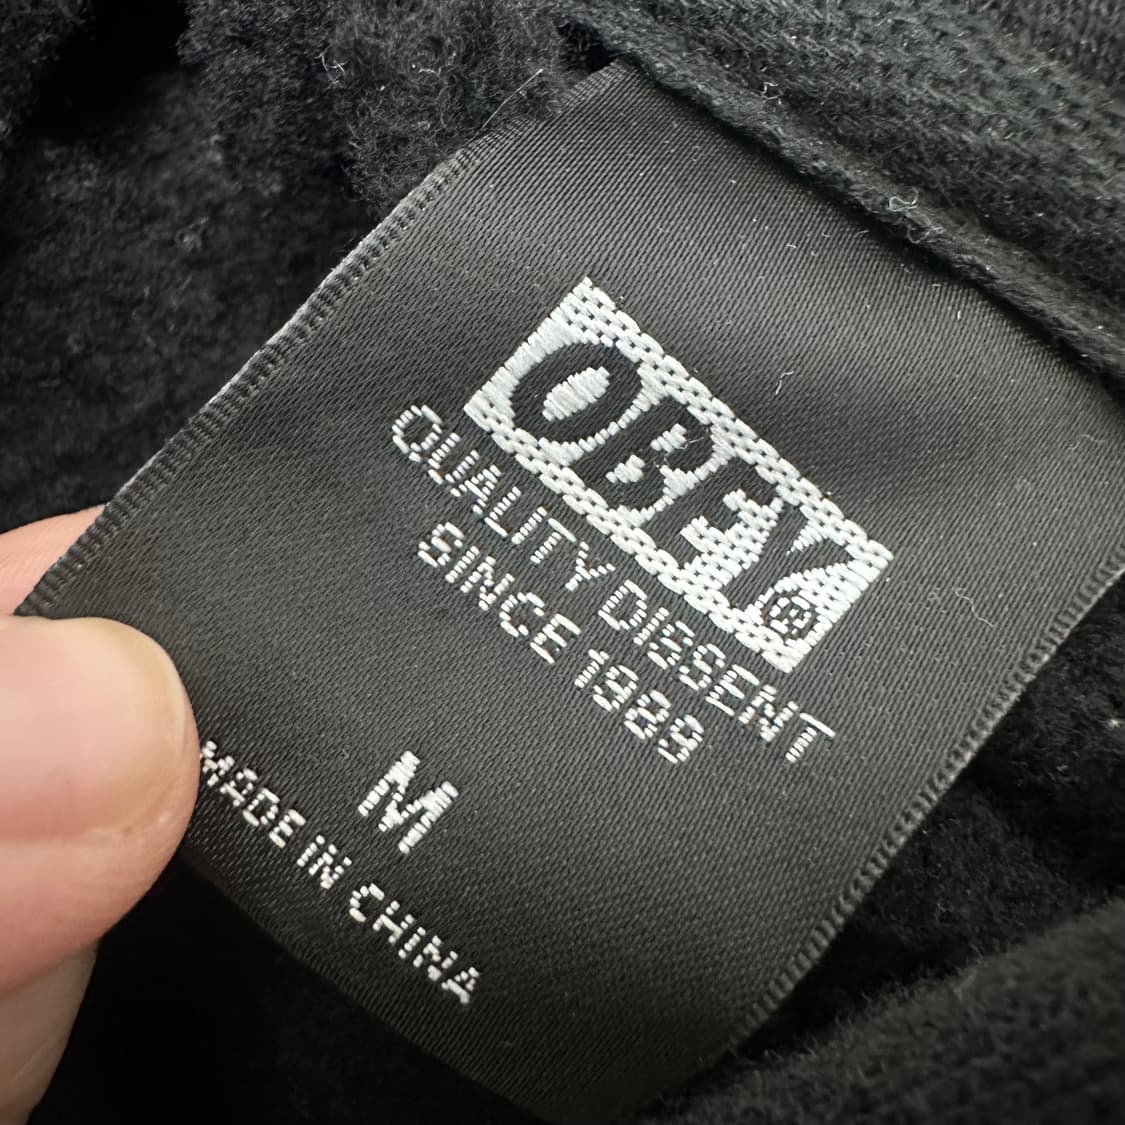 OBEY®
QUALITY DISSENT
SINCE 1989
M
MADE IN CHINA